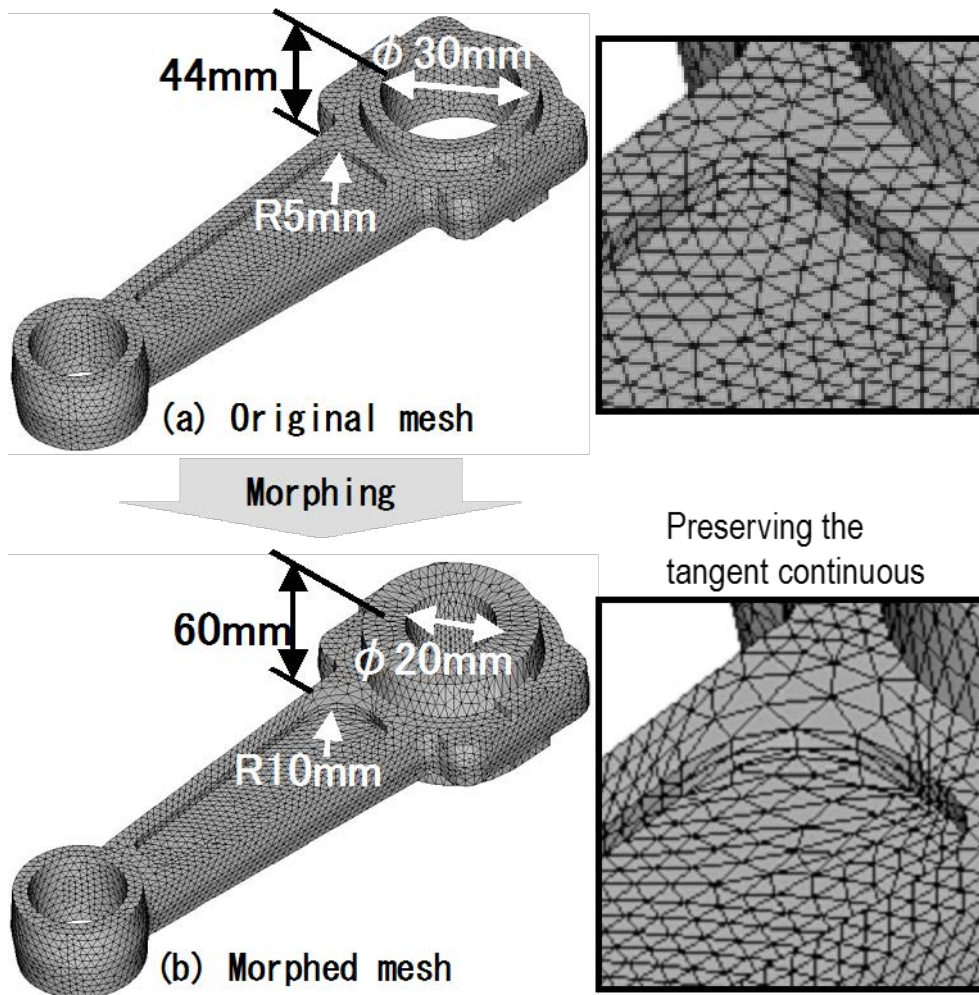 44mm
φ30mm
R5mm
(a) Original mesh
Morphing
Preserving the
tangent continuous
60mm
φ20mm
R10mm
(b) Morphed mesh